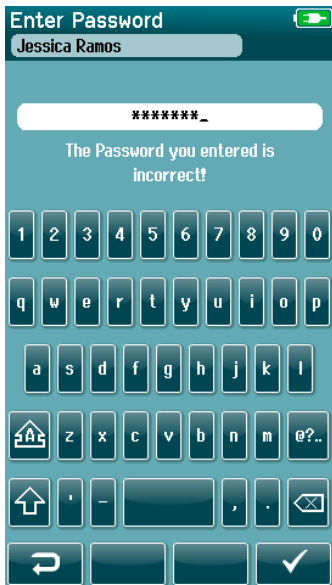 Enter Password
Jessica Ramos
*******_
The Password you entered is
incorrect!
1 2 3 4 5 6 7 8 9 0
q w e r t y u i o p
a s d f g h j k l
A z x c v b n m @?..
' - , .